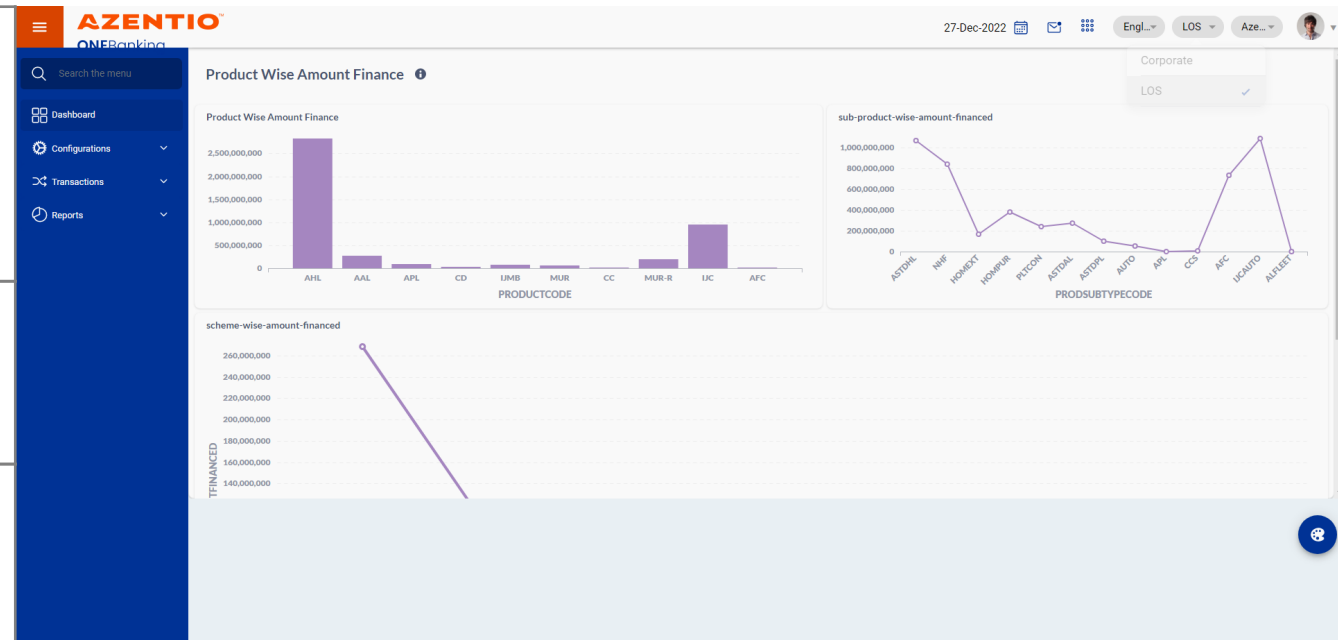 AZENTIO
ONEBanking
27-Dec-2022
Engl...
LOS
Aze...
Corporate
LOS
Search the menu
Dashboard
Configurations
Transactions
Reports
Product Wise Amount Finance
Product Wise Amount Finance
2,500,000,000
2,000,000,000
1,500,000,000
1,000,000,000
500,000,000
0
AHL AAL APL CD IJMB MUR CC MUR-R IJC AFC
PRODUCTCODE
sub-product-wise-amount-financed
1,000,000,000
800,000,000
600,000,000
400,000,000
200,000,000
0
ASTDHL NHF HOMEXT HOMPUR PLTCON ASTDAL ASTDPL AUTO APL CCS AFC IJCAUTO ALFLEET
PRODSUBTYPECODE
scheme-wise-amount-financed
260,000,000
240,000,000
220,000,000
200,000,000
180,000,000
160,000,000
140,000,000
TFINANCED